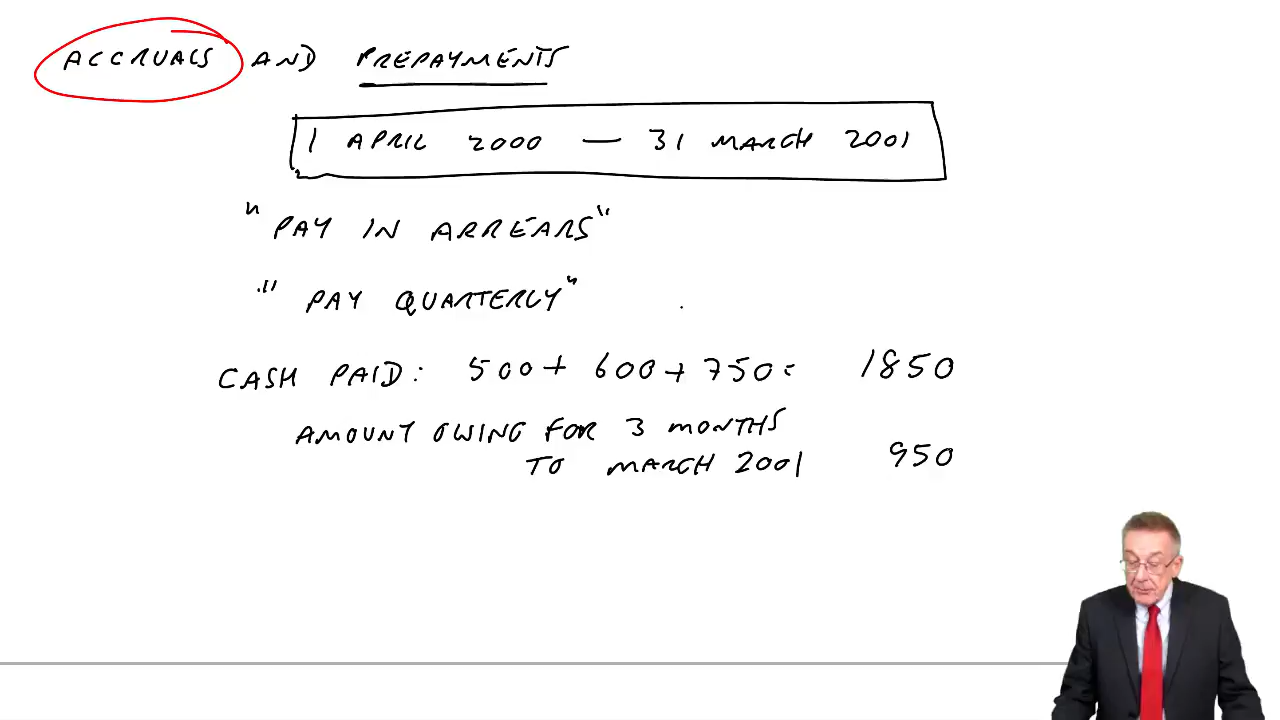 ACCRUALS AND PREPAYMENTS
1 APRIL 2000 — 31 MARCH 2001
"PAY IN ARREARS"
"PAY QUARTERLY"
CASH PAID: 500 + 600 + 750 = 1850
AMOUNT OWING FOR 3 MONTHS
TO MARCH 2001 950